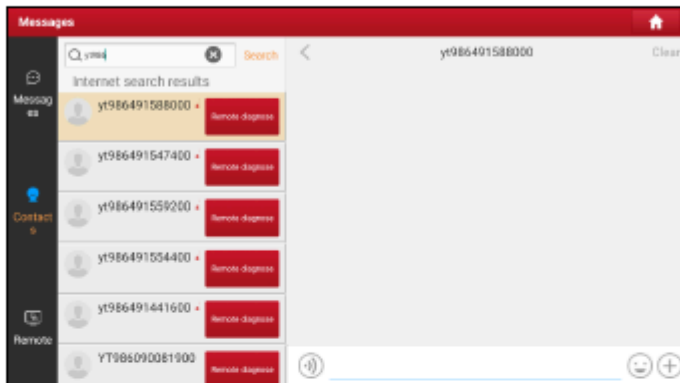 Messages
yt986
Search
Internet search results
yt986491588000
Clear
Messag
es
yt986491588000
Remote diagnose
yt986491547400
Remote diagnose
Contact
s
yt986491559200
Remote diagnose
yt986491554400
Remote diagnose
yt986491441600
Remote diagnose
Remote
YT986090081900
Remote diagnose